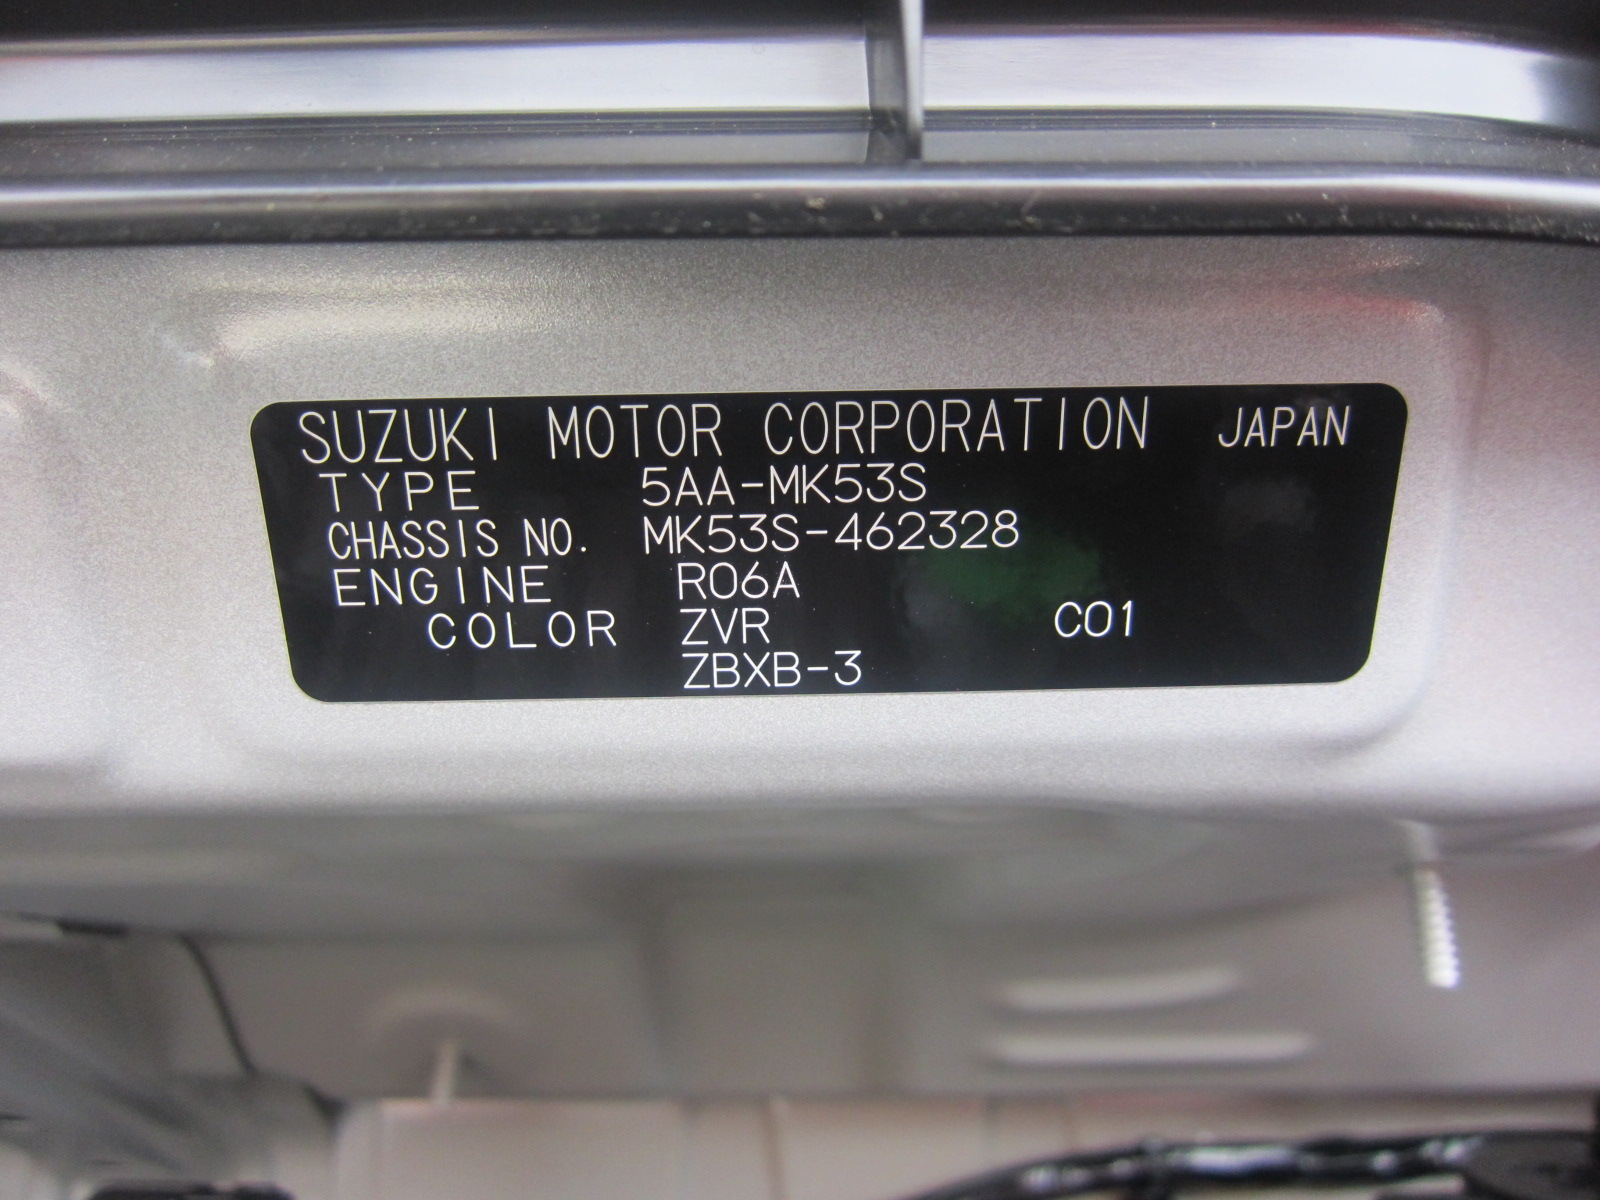 SUZUKI MOTOR CORPORATION JAPAN
TYPE 5AA-MK53S
CHASSIS NO. MK53S-462328
ENGINE R06A
COLOR ZVR C01
ZBXB-3